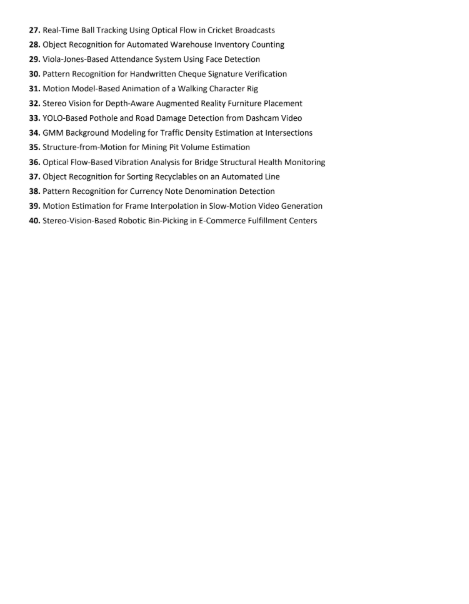 27. Real-Time Ball Tracking Using Optical Flow in Cricket Broadcasts
28. Object Recognition for Automated Warehouse Inventory Counting
29. Viola-Jones-Based Attendance System Using Face Detection
30. Pattern Recognition for Handwritten Cheque Signature Verification
31. Motion Model-Based Animation of a Walking Character Rig
32. Stereo Vision for Depth-Aware Augmented Reality Furniture Placement
33. YOLO-Based Pothole and Road Damage Detection from Dashcam Video
34. GMM Background Modeling for Traffic Density Estimation at Intersections
35. Structure-from-Motion for Mining Pit Volume Estimation
36. Optical Flow-Based Vibration Analysis for Bridge Structural Health Monitoring
37. Object Recognition for Sorting Recyclables on an Automated Line
38. Pattern Recognition for Currency Note Denomination Detection
39. Motion Estimation for Frame Interpolation in Slow-Motion Video Generation
40. Stereo-Vision-Based Robotic Bin-Picking in E-Commerce Fulfillment Centers